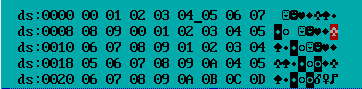 ds:0000 00 01 02 03 04_05 06 07  ☺☻♥♦♣♠•
ds:0008 08 09 00 01 02 03 04 05 ◘○ ☺☻♥♦♣
ds:0010 06 07 08 09 01 02 03 04 ♠•◘○☺☻♥♦
ds:0018 05 06 07 08 09 0A 04 05 ♣♠•◘○◙♦♣
ds:0020 06 07 08 09 0A 0B 0C 0D ♠•◘○◙♂♀♪